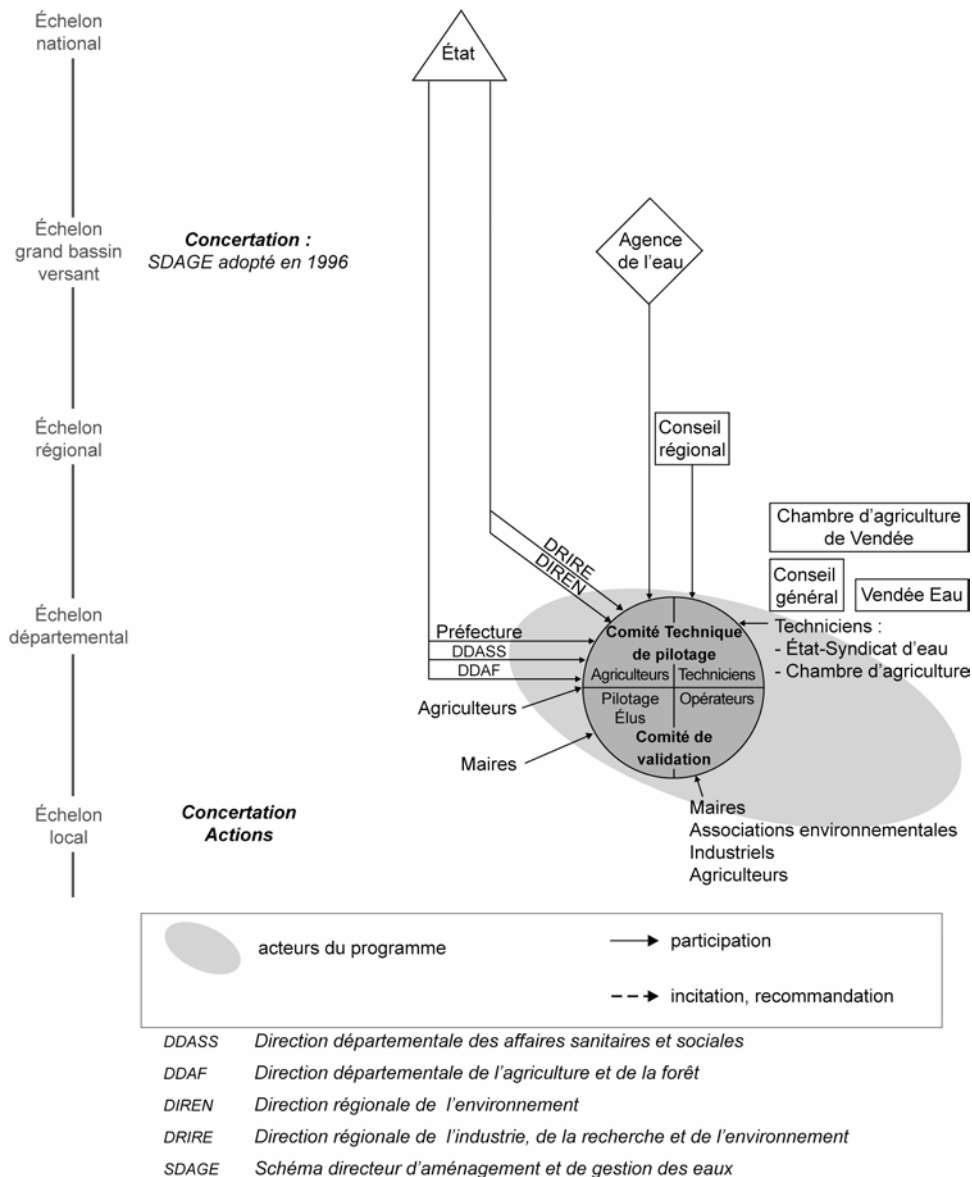 Échelon
national
État
Échelon
grand bassin
versant
Concertation :
SDAGE adopté en 1996
Agence
de l'eau
Échelon
régional
Conseil
régional
Chambre d'agriculture
de Vendée
DRIRE
DIREN
Conseil
général
Vendée Eau
Échelon
départemental
Préfecture
DDASS
DDAF
Comité Technique
de pilotage
Agriculteurs
Techniciens
Techniciens :
- État-Syndicat d'eau
- Chambre d'agriculture
Agriculteurs
Pilotage
Élus
Opérateurs
Comité de
validation
Maires
Échelon
local
Concertation
Actions
Maires
Associations environnementales
Industriels
Agriculteurs
acteurs du programme
participation
incitation, recommandation
DDASS Direction départementale des affaires sanitaires et sociales
DDAF Direction départementale de l'agriculture et de la forêt
DIREN Direction régionale de l'environnement
DRIRE Direction régionale de l'industrie, de la recherche et de l'environnement
SDAGE Schéma directeur d'aménagement et de gestion des eaux